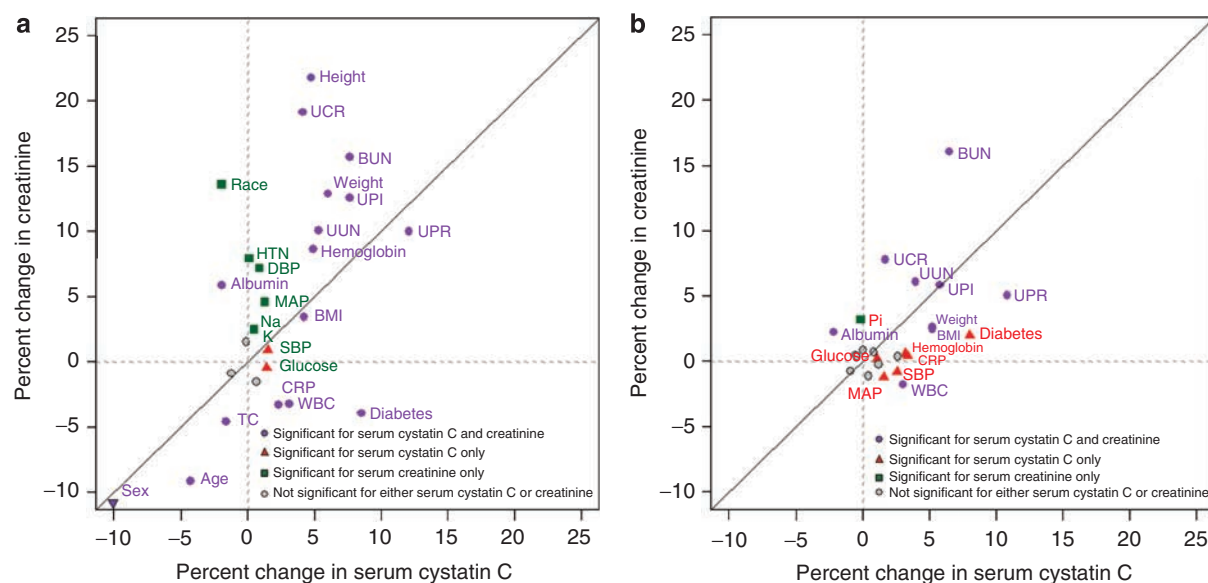 a
25
20
15
10
5
0
−5
−10
Percent change in creatinine
Height
UCR
BUN
Race
Weight
UPI
UUN
UPR
Hemoglobin
HTN
DBP
Albumin
MAP
BMI
Na
K
SBP
Glucose
CRP
WBC
Diabetes
TC
Age
Sex
Significant for serum cystatin C and creatinine
Significant for serum cystatin C only
Significant for serum creatinine only
Not significant for either serum cystatin C or creatinine
−10 −5 0 5 10 15 20 25
Percent change in serum cystatin C
b
25
20
15
10
5
0
−5
−10
Percent change in creatinine
BUN
UCR
UUN
UPI
UPR
Pi
Albumin
Weight
BMI
Diabetes
Hemoglobin
Glucose
CRP
SBP
MAP
WBC
Significant for serum cystatin C and creatinine
Significant for serum cystatin C only
Significant for serum creatinine only
Not significant for either serum cystatin C or creatinine
−10 −5 0 5 10 15 20 25
Percent change in serum cystatin C